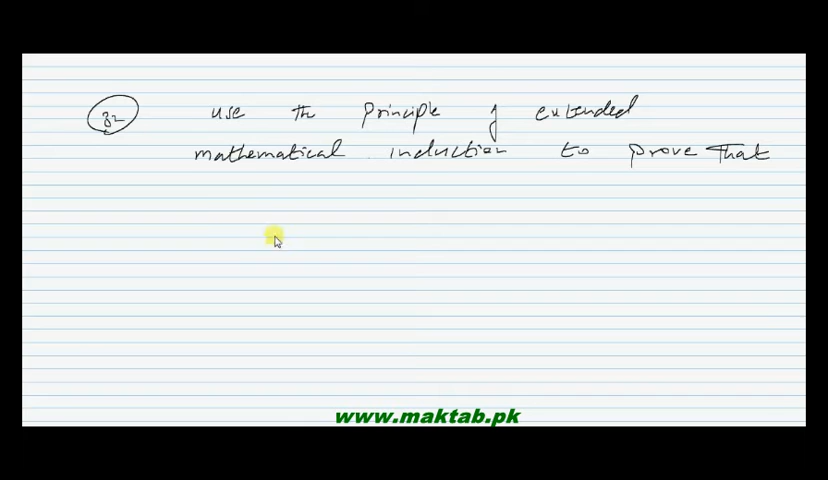 32 use the principle of extended
mathematical induction to prove that
www.maktab.pk